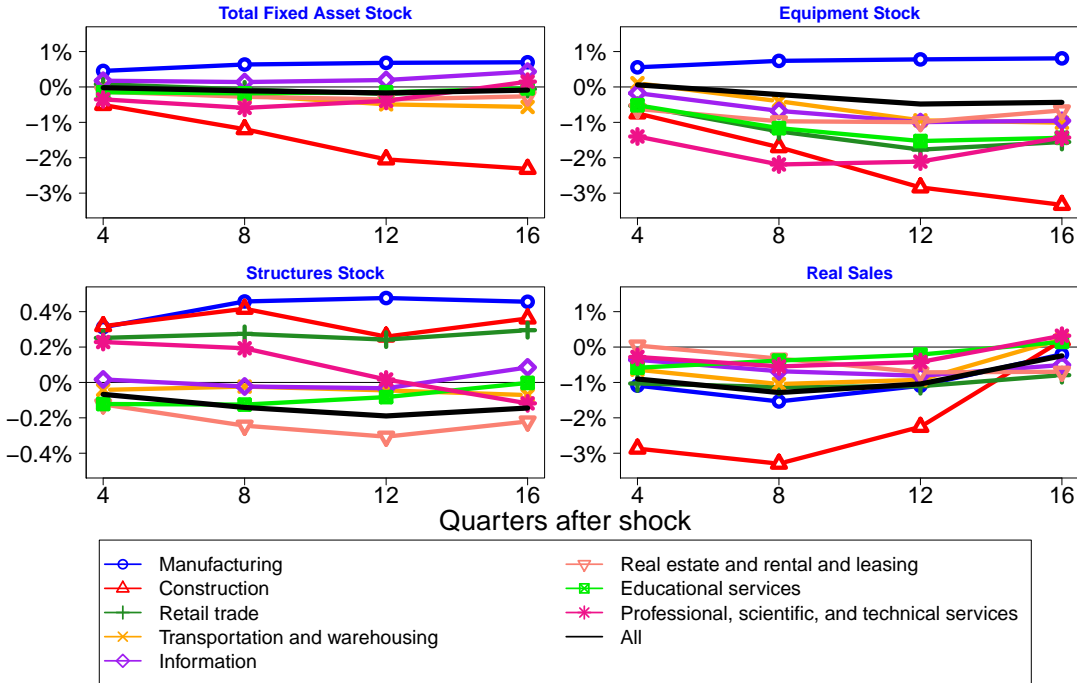 Total Fixed Asset Stock
1%
0%
−1%
−2%
−3%
4 8 12 16
Equipment Stock
1%
0%
−1%
−2%
−3%
4 8 12 16
Structures Stock
0.4%
0.2%
0%
−0.2%
−0.4%
4 8 12 16
Real Sales
1%
0%
−1%
−3%
4 8 12 16
Quarters after shock
Manufacturing
Construction
Retail trade
Transportation and warehousing
Information
Real estate and rental and leasing
Educational services
Professional, scientific, and technical services
All